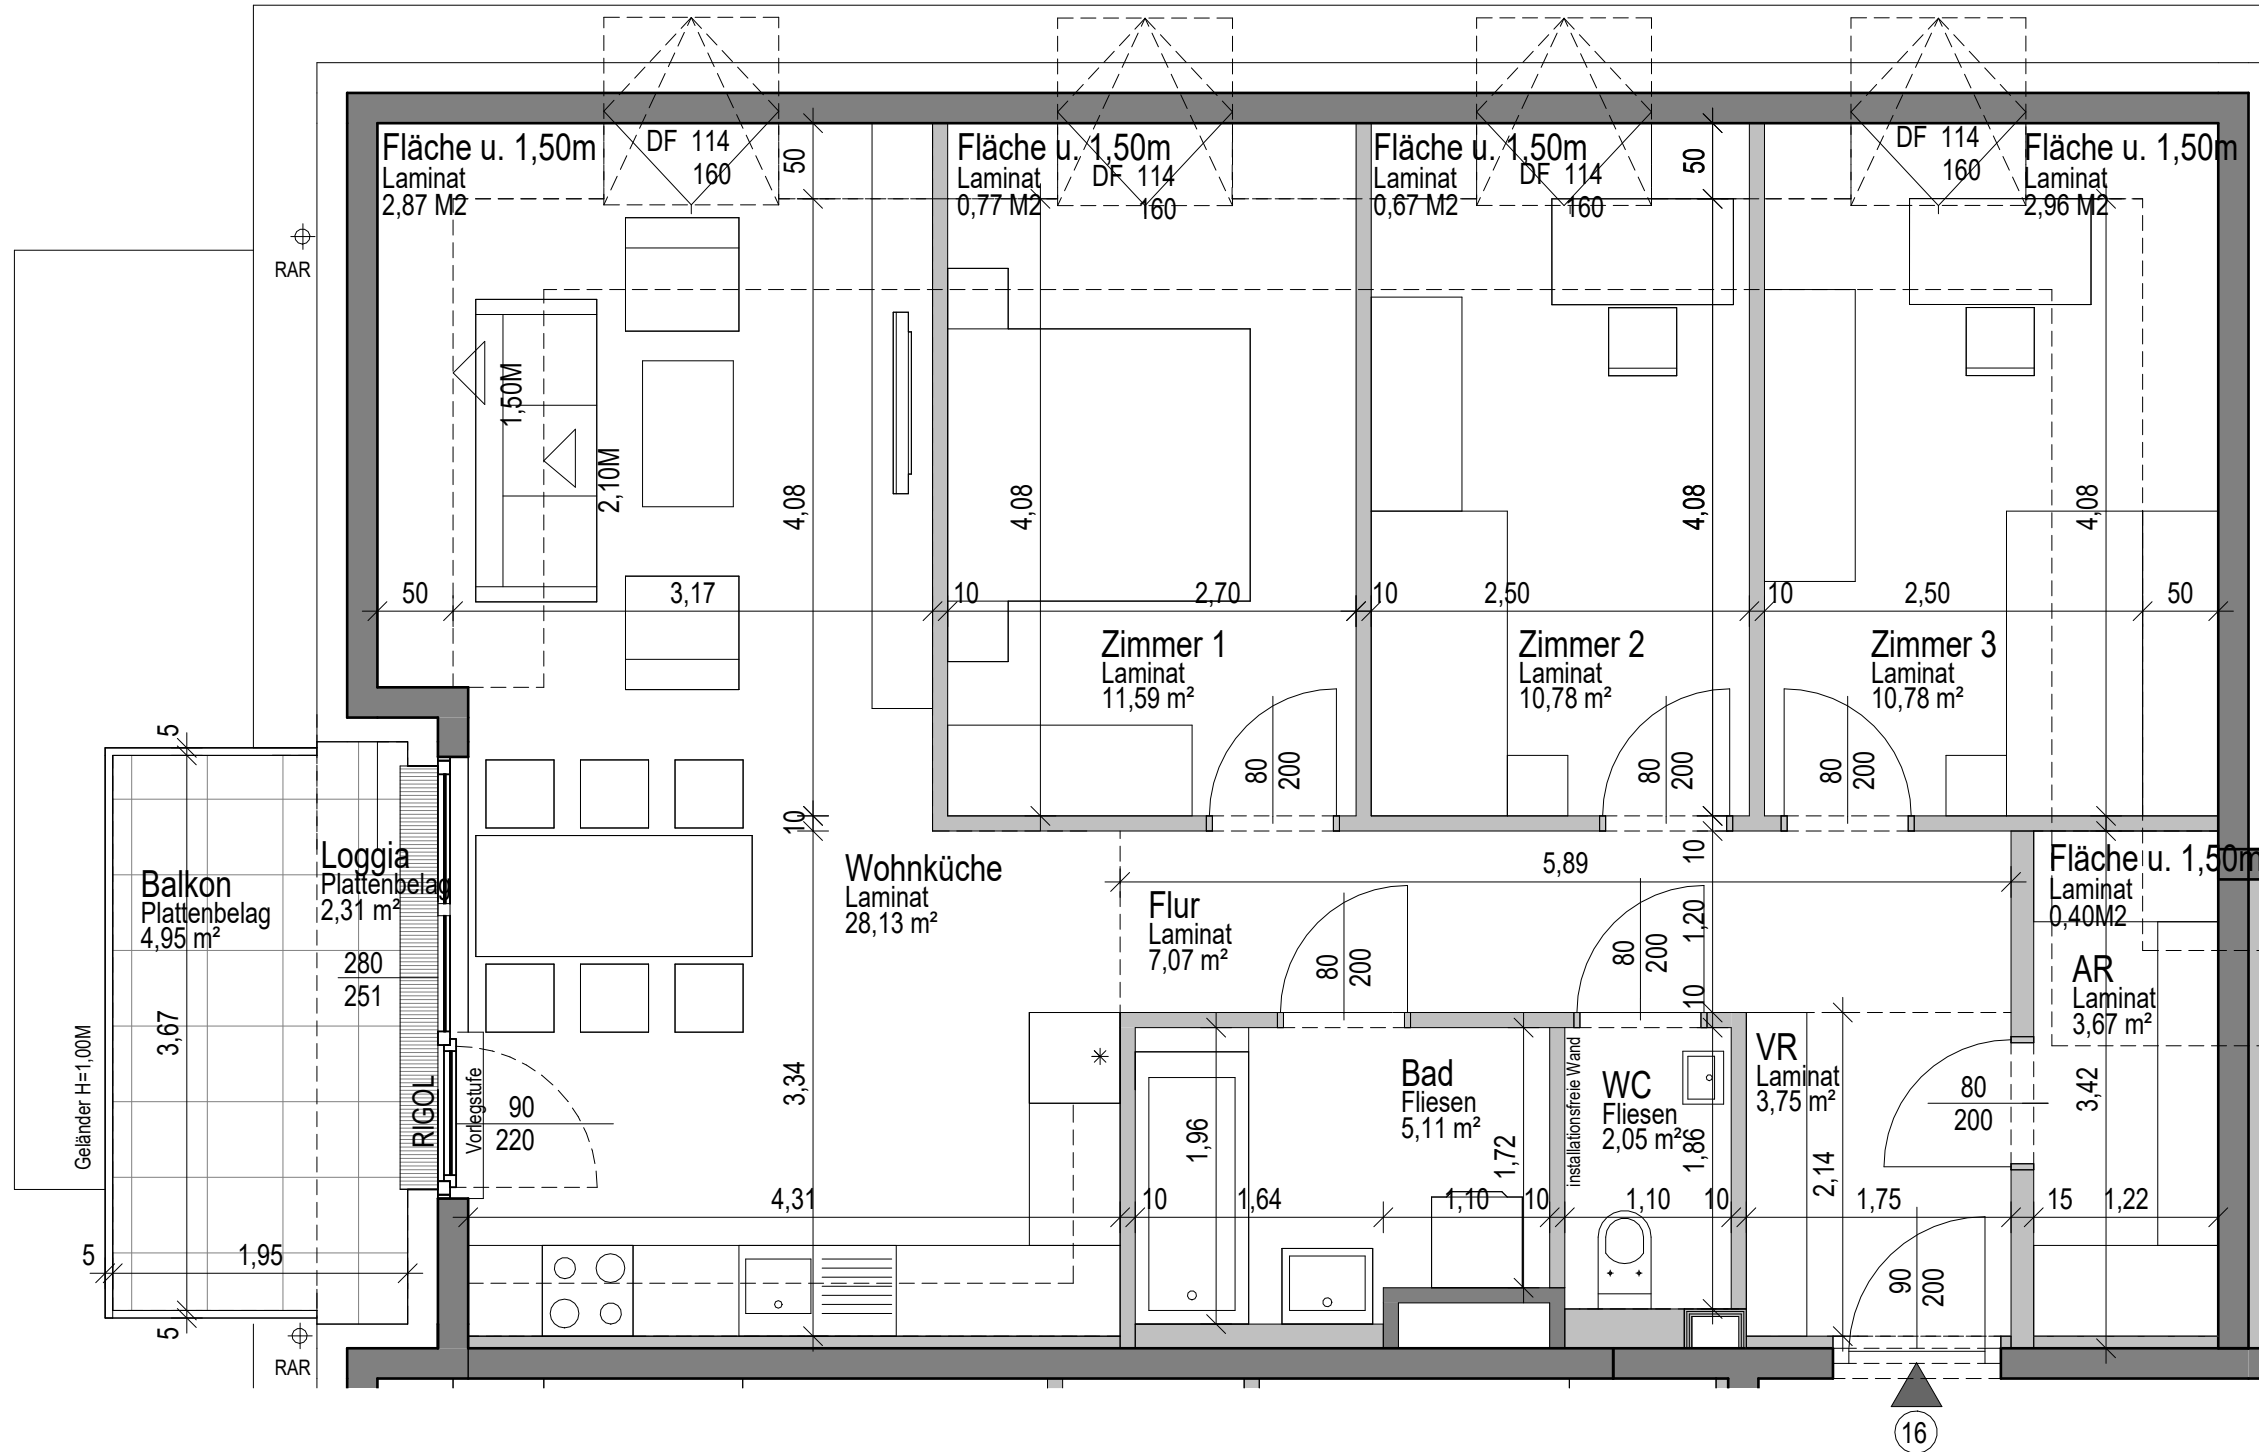 Fläche u. 1,50m
Laminat
2,87 M2
DF 114
160
50
Fläche u. 1,50m
Laminat
0,77 M2
DF 114
160
Fläche u. 1,50m
Laminat
0,67 M2
DF 114
160
50
DF 114
160
Fläche u. 1,50m
Laminat
2,96 M2
RAR
1,50M
2,10M
4,08
4,08
4,08
4,08
50
3,17
10
2,70
10
2,50
10
2,50
50
Zimmer 1
Laminat
11,59 m²
Zimmer 2
Laminat
10,78 m²
Zimmer 3
Laminat
10,78 m²
80
200
80
200
80
200
5
10
10
Balkon
Plattenbelag
4,95 m²
Loggia
Plattenbelag
2,31 m²
280
251
Wohnküche
Laminat
28,13 m²
Flur
Laminat
7,07 m²
5,89
80
200
80
200
1,20
10
Fläche u. 1,50m
Laminat
0,40M2
AR
Laminat
3,67 m²
Geländer H=1,00M
3,67
RIGOL
Vorlegstufe
90
220
3,34
1,96
Bad
Fliesen
5,11 m²
1,72
installationsfreie Wand
WC
Fliesen
2,05 m²
1,86
VR
Laminat
3,75 m²
2,14
80
200
3,42
4,31
10
1,64
1,10
10
1,10
10
1,75
15
1,22
5
1,95
5
RAR
90
200
16